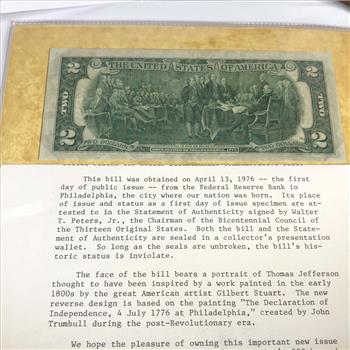 THE UNITED STATES OF AMERICA
2 2
TWO TWO
TWO DOLLARS
2 2
This bill was obtained on April 13, 1976 -- the first
day of public issue -- from the Federal Reserve Bank in
Philadelphia, the city where our nation was born. Its place
of issue and status as a first day of issue specimen are at-
tested to in the Statement of Authenticity signed by Walter
T. Peters, Jr., the Chairman of the Bicentennial Council of
the Thirteen Original States. Both the bill and the State-
ment of Authenticity are sealed in a collector's presentation
wallet. So long as the seals are unbroken, the bill's his-
toric status is inviolate.
The face of the bill bears a portrait of Thomas Jefferson
thought to have been inspired by a work painted in the early
1800s by the great American artist Gilbert Stuart. The new
reverse design is based on the painting "The Declaration of
Independence, 4 July 1776 at Philadelphia," created by John
Trumbull during the post-Revolutionary era.
We hope the pleasure of owning this important new issue